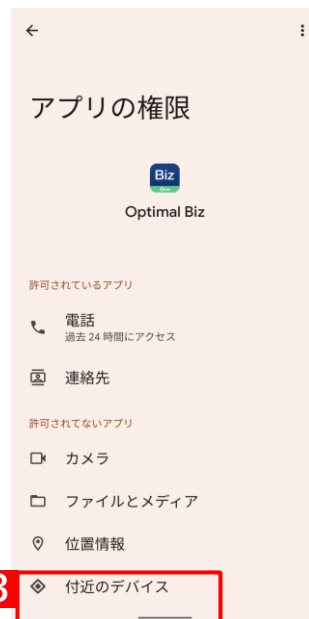 アプリの権限
Biz
Optimal Biz
許可されているアプリ
電話
過去 24 時間にアクセス
連絡先
許可されてないアプリ
カメラ
ファイルとメディア
位置情報
3
付近のデバイス